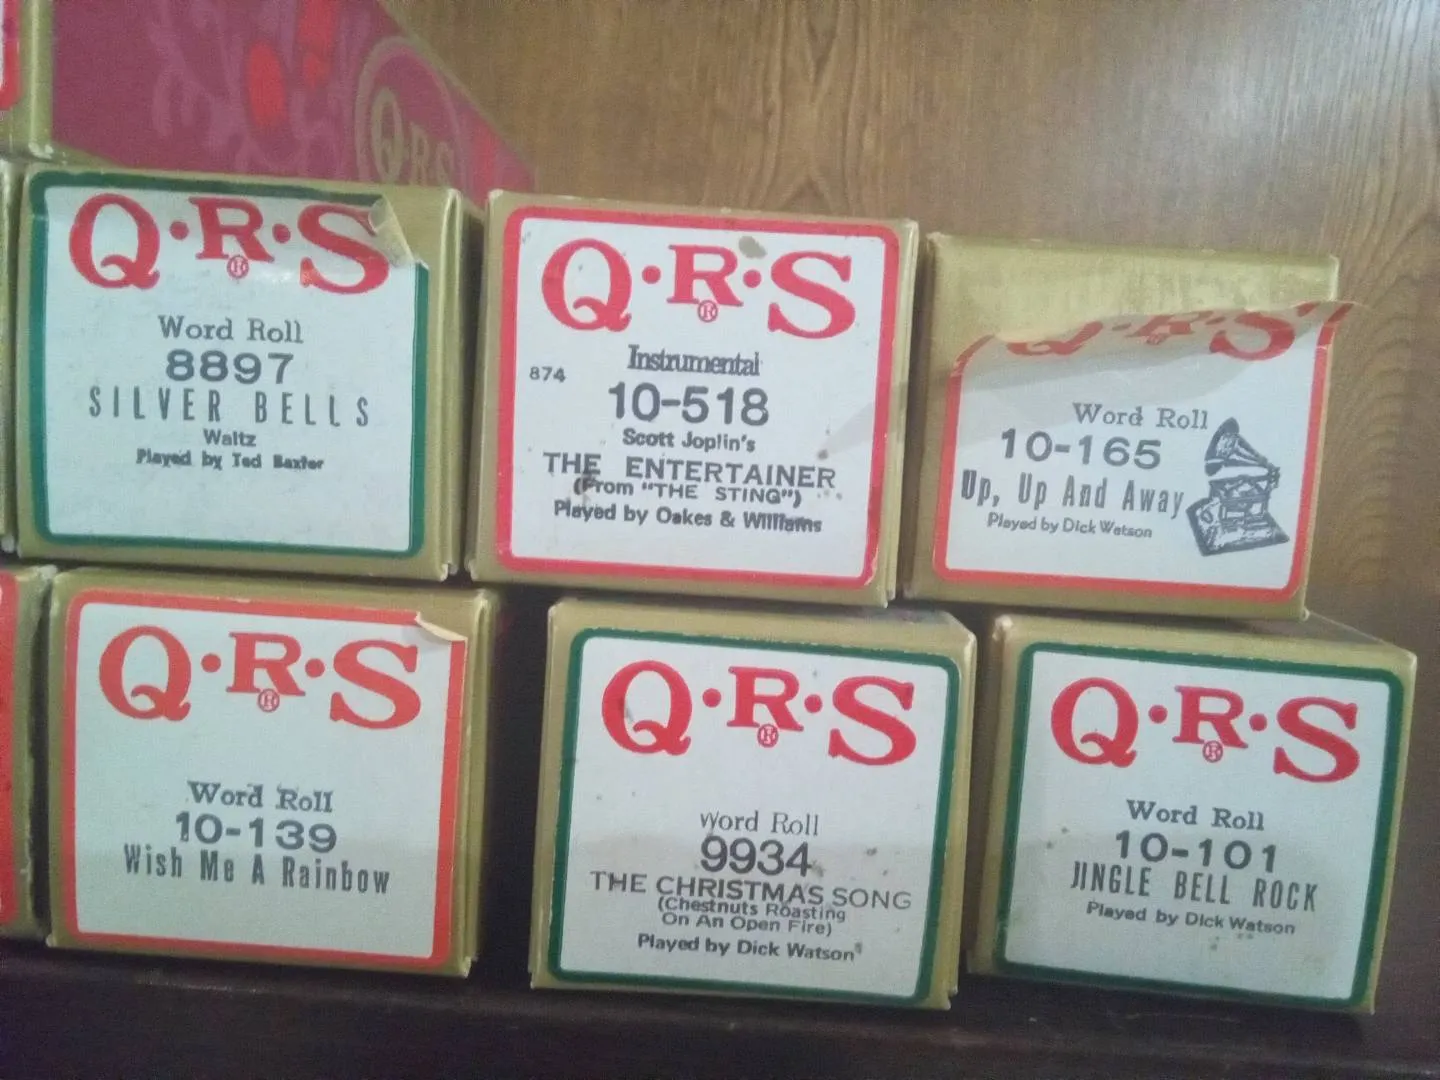 Q·R·S
Q·R·S®
Word Roll
8897
SILVER BELLS
Waltz
Played by Ted Baxter
Q·R·S®
Instrumental
874
10-518
Scott Joplin's
THE ENTERTAINER
(From "THE STING")
Played by Oakes & Williams
Q·R·S
Word Roll
10-165
Up, Up And Away
Played by Dick Watson
Q·R·S®
Word Roll
10-139
Wish Me A Rainbow
Q·R·S®
Word Roll
9934
THE CHRISTMAS SONG
(Chestnuts Roasting
On An Open Fire)
Played by Dick Watson
Q·R·S®
Word Roll
10-101
JINGLE BELL ROCK
Played by Dick Watson